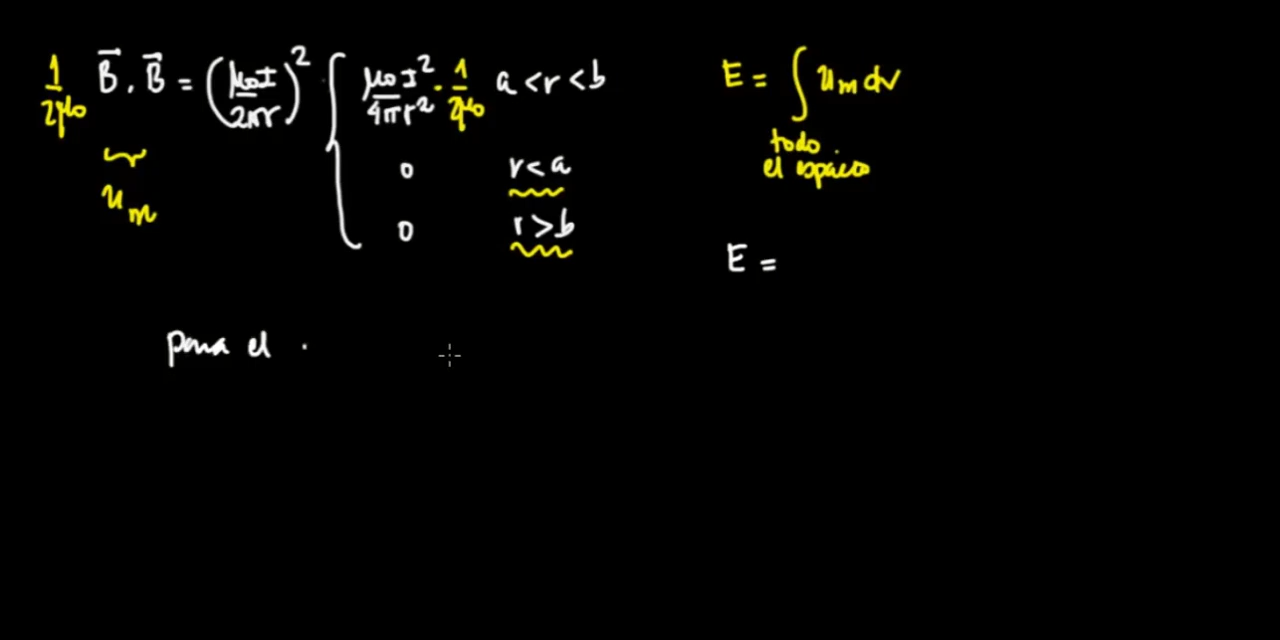 1/2μ₀ B⃗ . B⃗ = (μ₀I/2πr)² { μ₀I²/4πr² · 1/2μ₀ a < r < b
0 r < a
0 r > b
u_m
E = ∫ u_m dv
todo
el espacio
E =
para el .